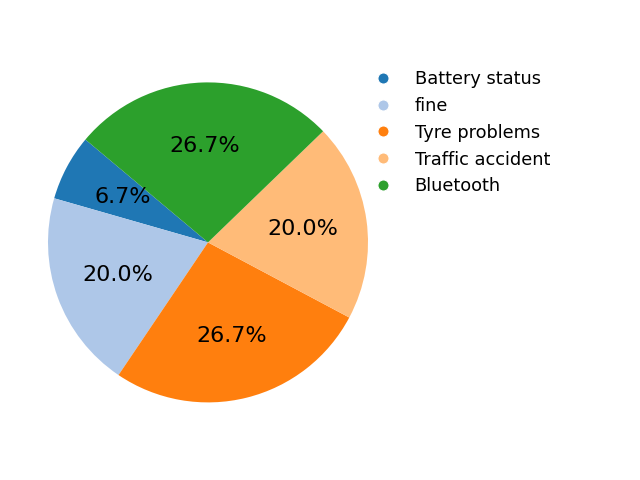 Battery status
fine
Tyre problems
Traffic accident
Bluetooth
26.7%
6.7%
20.0%
20.0%
26.7%